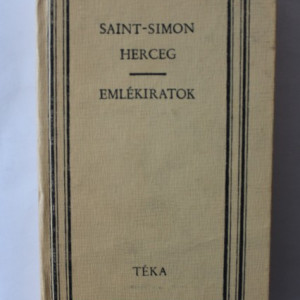 SAINT-SIMON
HERCEG
EMLÉKIRATOK
TÉKA